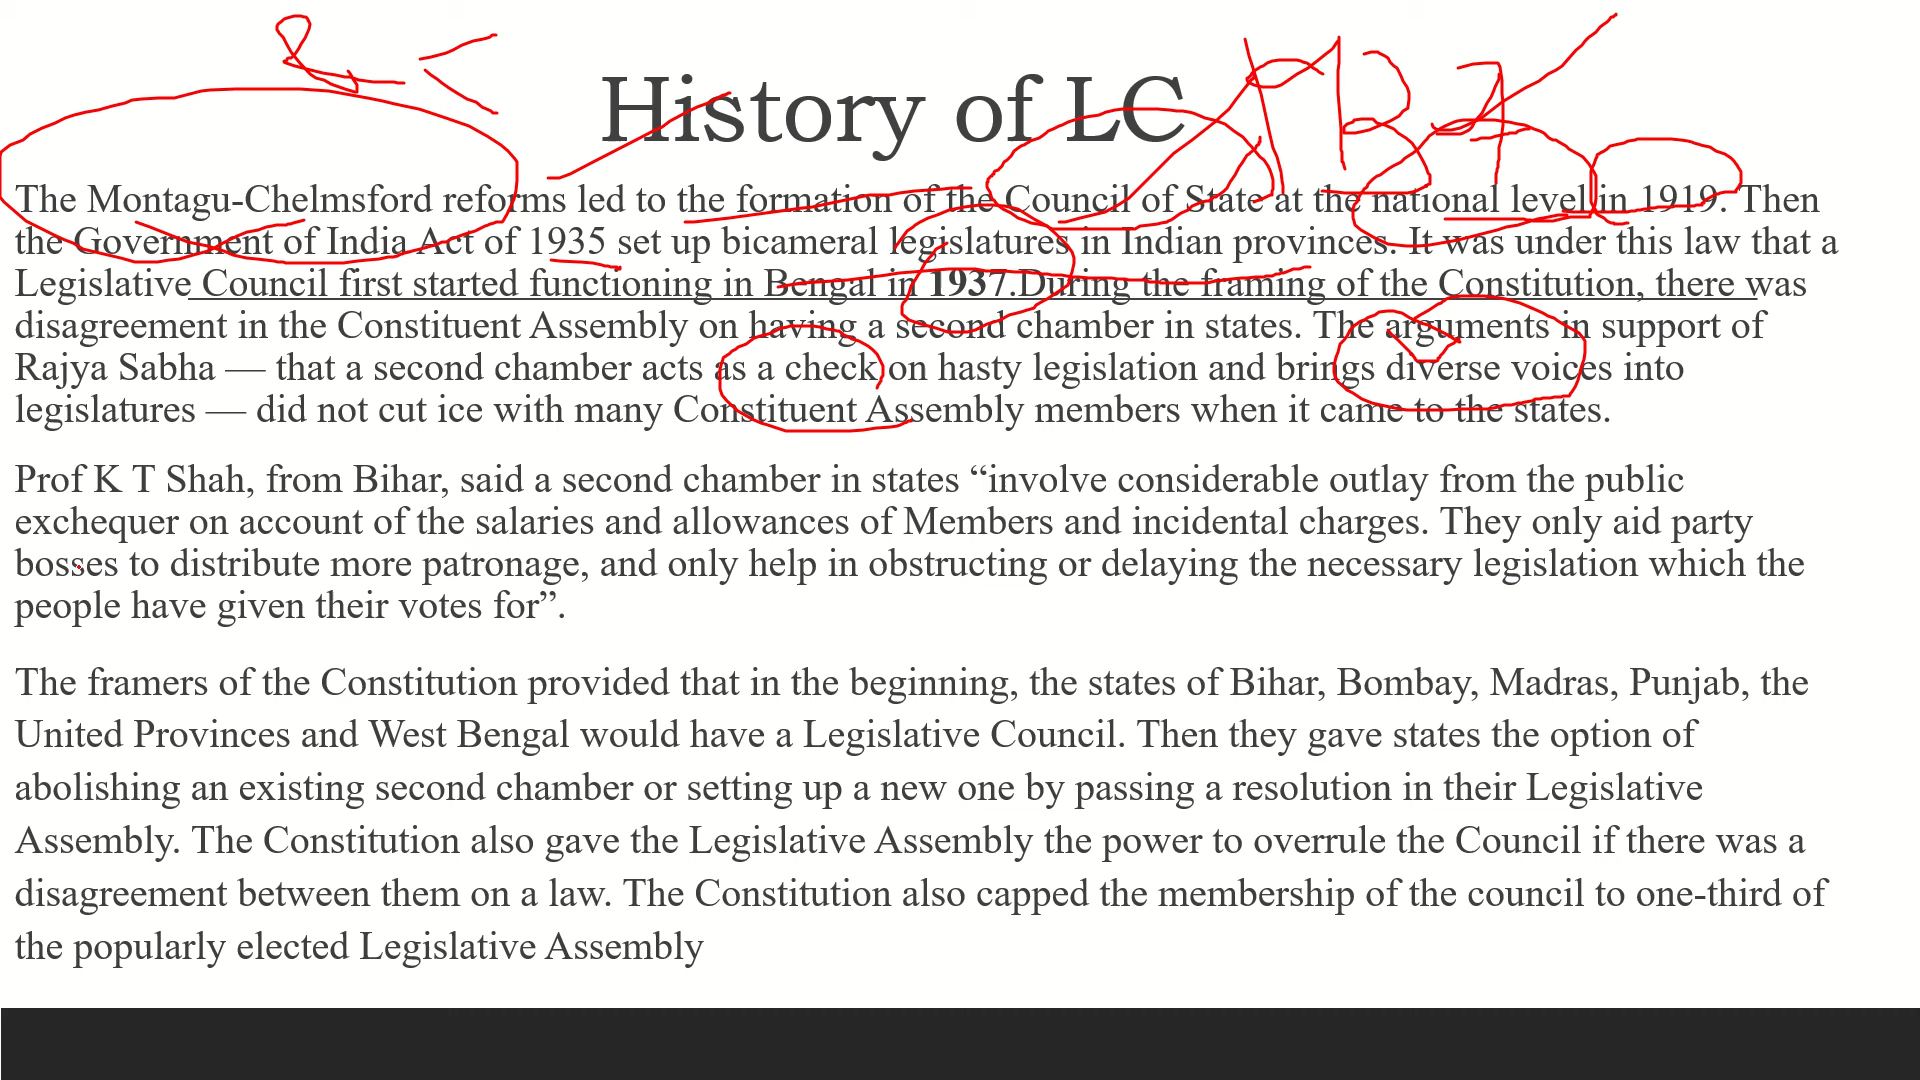 History of LC
The Montagu-Chelmsford reforms led to the formation of the Council of State at the national level in 1919. Then
the Government of India Act of 1935 set up bicameral legislatures in Indian provinces. It was under this law that a
Legislative Council first started functioning in Bengal in 1937.During the framing of the Constitution, there was
disagreement in the Constituent Assembly on having a second chamber in states. The arguments in support of
Rajya Sabha — that a second chamber acts as a check on hasty legislation and brings diverse voices into
legislatures — did not cut ice with many Constituent Assembly members when it came to the states.
Prof K T Shah, from Bihar, said a second chamber in states “involve considerable outlay from the public
exchequer on account of the salaries and allowances of Members and incidental charges. They only aid party
bosses to distribute more patronage, and only help in obstructing or delaying the necessary legislation which the
people have given their votes for”.
The framers of the Constitution provided that in the beginning, the states of Bihar, Bombay, Madras, Punjab, the
United Provinces and West Bengal would have a Legislative Council. Then they gave states the option of
abolishing an existing second chamber or setting up a new one by passing a resolution in their Legislative
Assembly. The Constitution also gave the Legislative Assembly the power to overrule the Council if there was a
disagreement between them on a law. The Constitution also capped the membership of the council to one-third of
the popularly elected Legislative Assembly